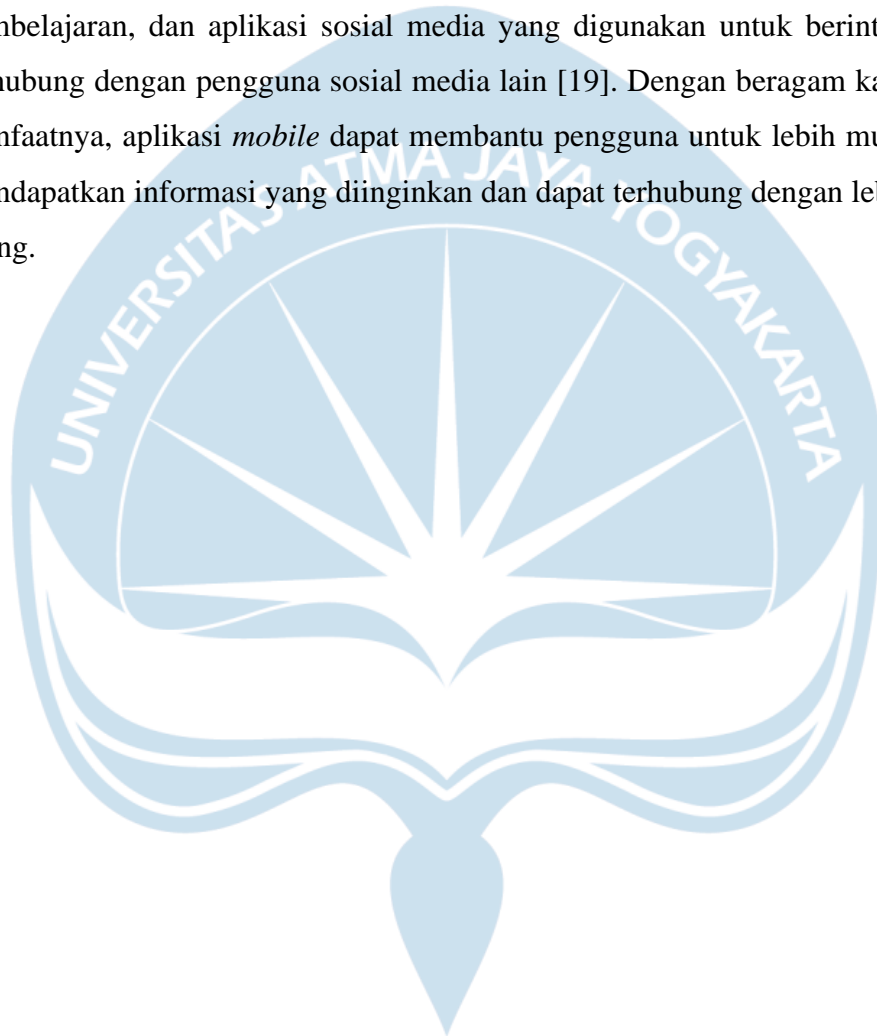 mbelajaran, dan aplikasi sosial media yang digunakan untuk berint
hubung dengan pengguna sosial media lain [19]. Dengan beragam ka
nfaatnya, aplikasi mobile dapat membantu pengguna untuk lebih mu
ndapatkan informasi yang diinginkan dan dapat terhubung dengan leb
ng.
UNIVERSITAS ATMA JAYA YOGYAKARTA